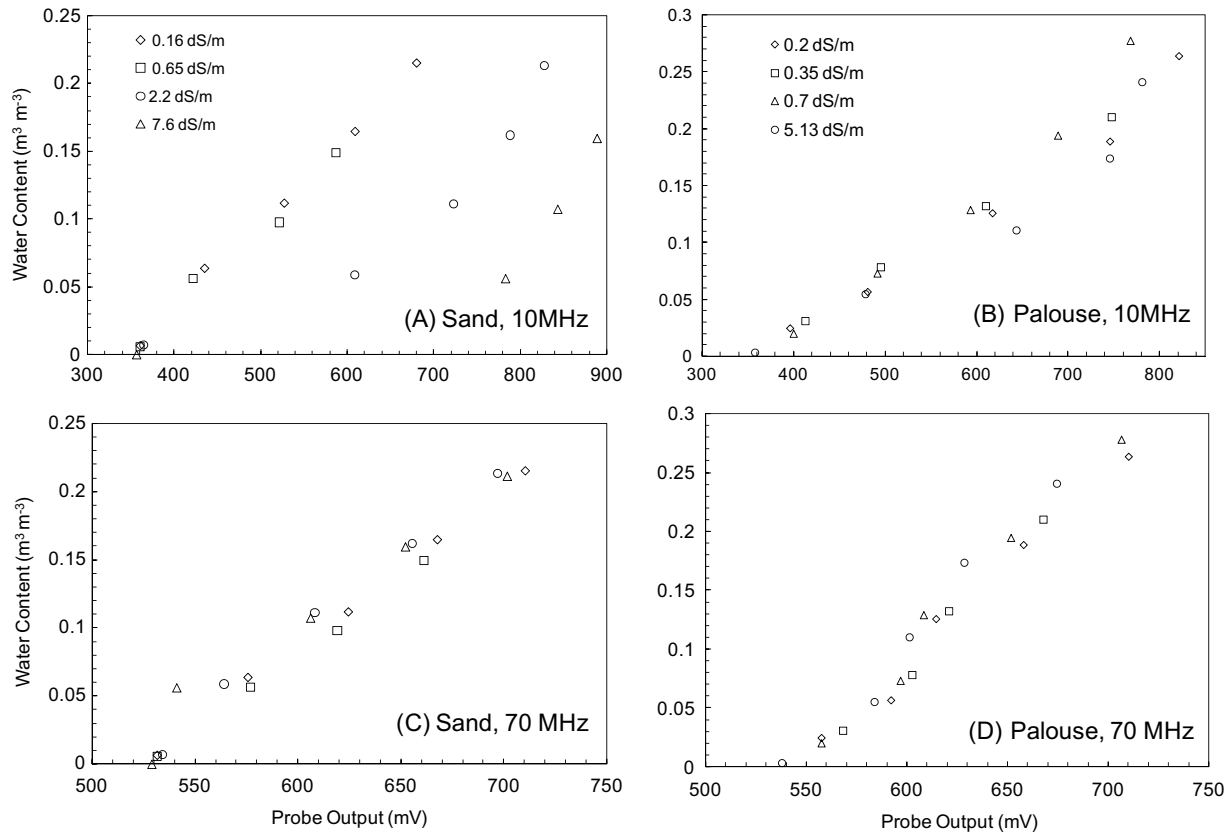 0.25
0.2
0.15
0.1
0.05
0
Water Content (m³ m⁻³)
0.16 dS/m
0.65 dS/m
2.2 dS/m
7.6 dS/m
(A) Sand, 10MHz
300 400 500 600 700 800 900
0.3
0.25
0.2
0.15
0.1
0.05
0
0.2 dS/m
0.35 dS/m
0.7 dS/m
5.13 dS/m
(B) Palouse, 10MHz
300 400 500 600 700 800
0.25
0.2
0.15
0.1
0.05
0
Water Content (m³ m⁻³)
(C) Sand, 70 MHz
500 550 600 650 700 750
Probe Output (mV)
0.3
0.25
0.2
0.15
0.1
0.05
0
(D) Palouse, 70 MHz
500 550 600 650 700 750
Probe Output (mV)